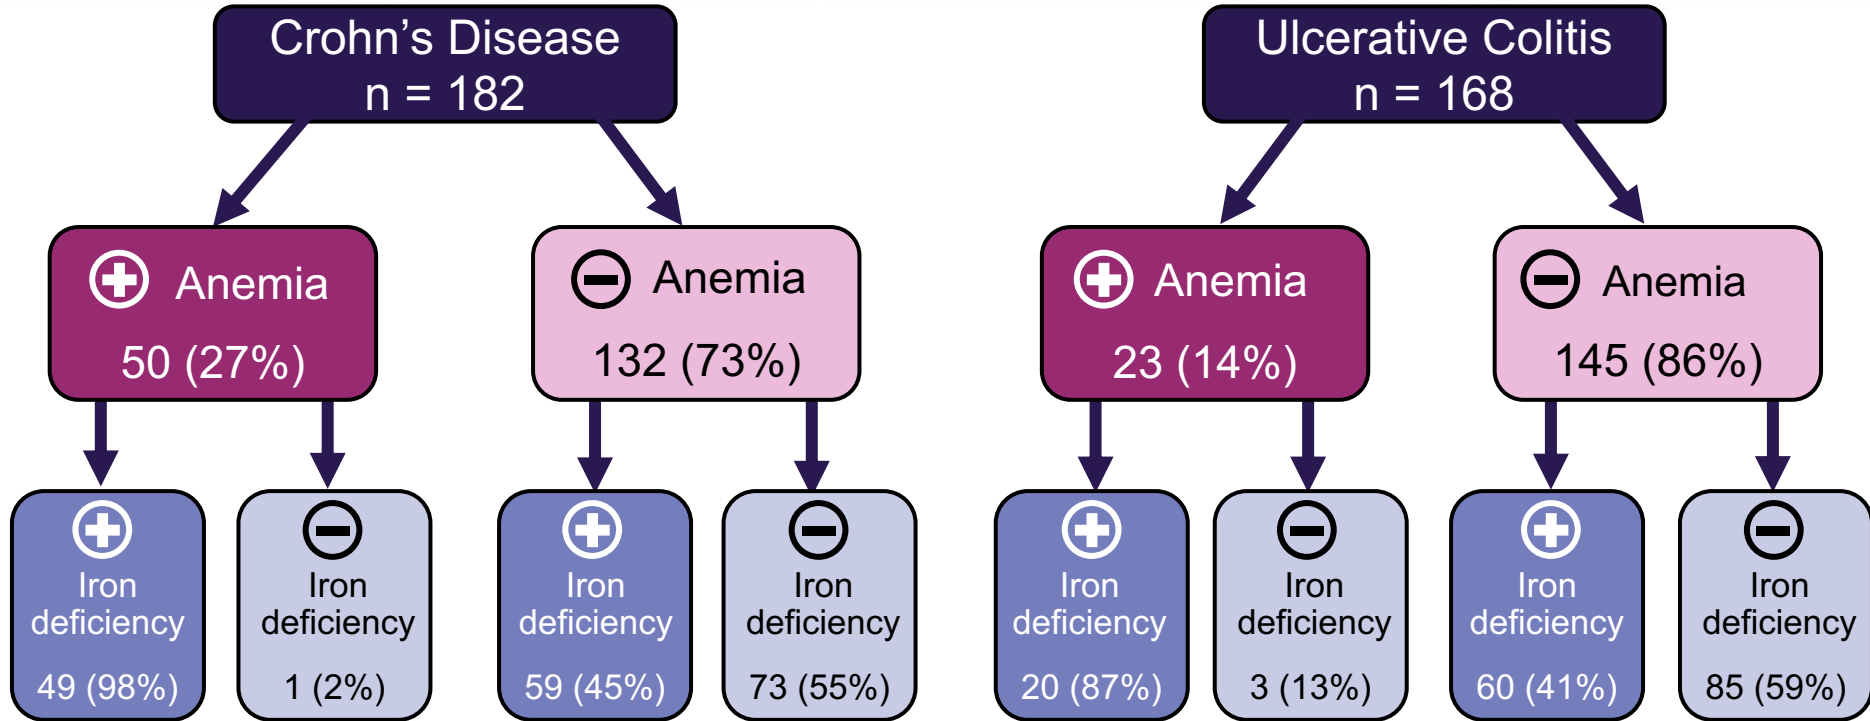 Crohn’s Disease
n = 182
Ulcerative Colitis
n = 168
Anemia
50 (27%)
Anemia
132 (73%)
Anemia
23 (14%)
Anemia
145 (86%)
Iron
deficiency
49 (98%)
Iron
deficiency
1 (2%)
Iron
deficiency
59 (45%)
Iron
deficiency
73 (55%)
Iron
deficiency
20 (87%)
Iron
deficiency
3 (13%)
Iron
deficiency
60 (41%)
Iron
deficiency
85 (59%)